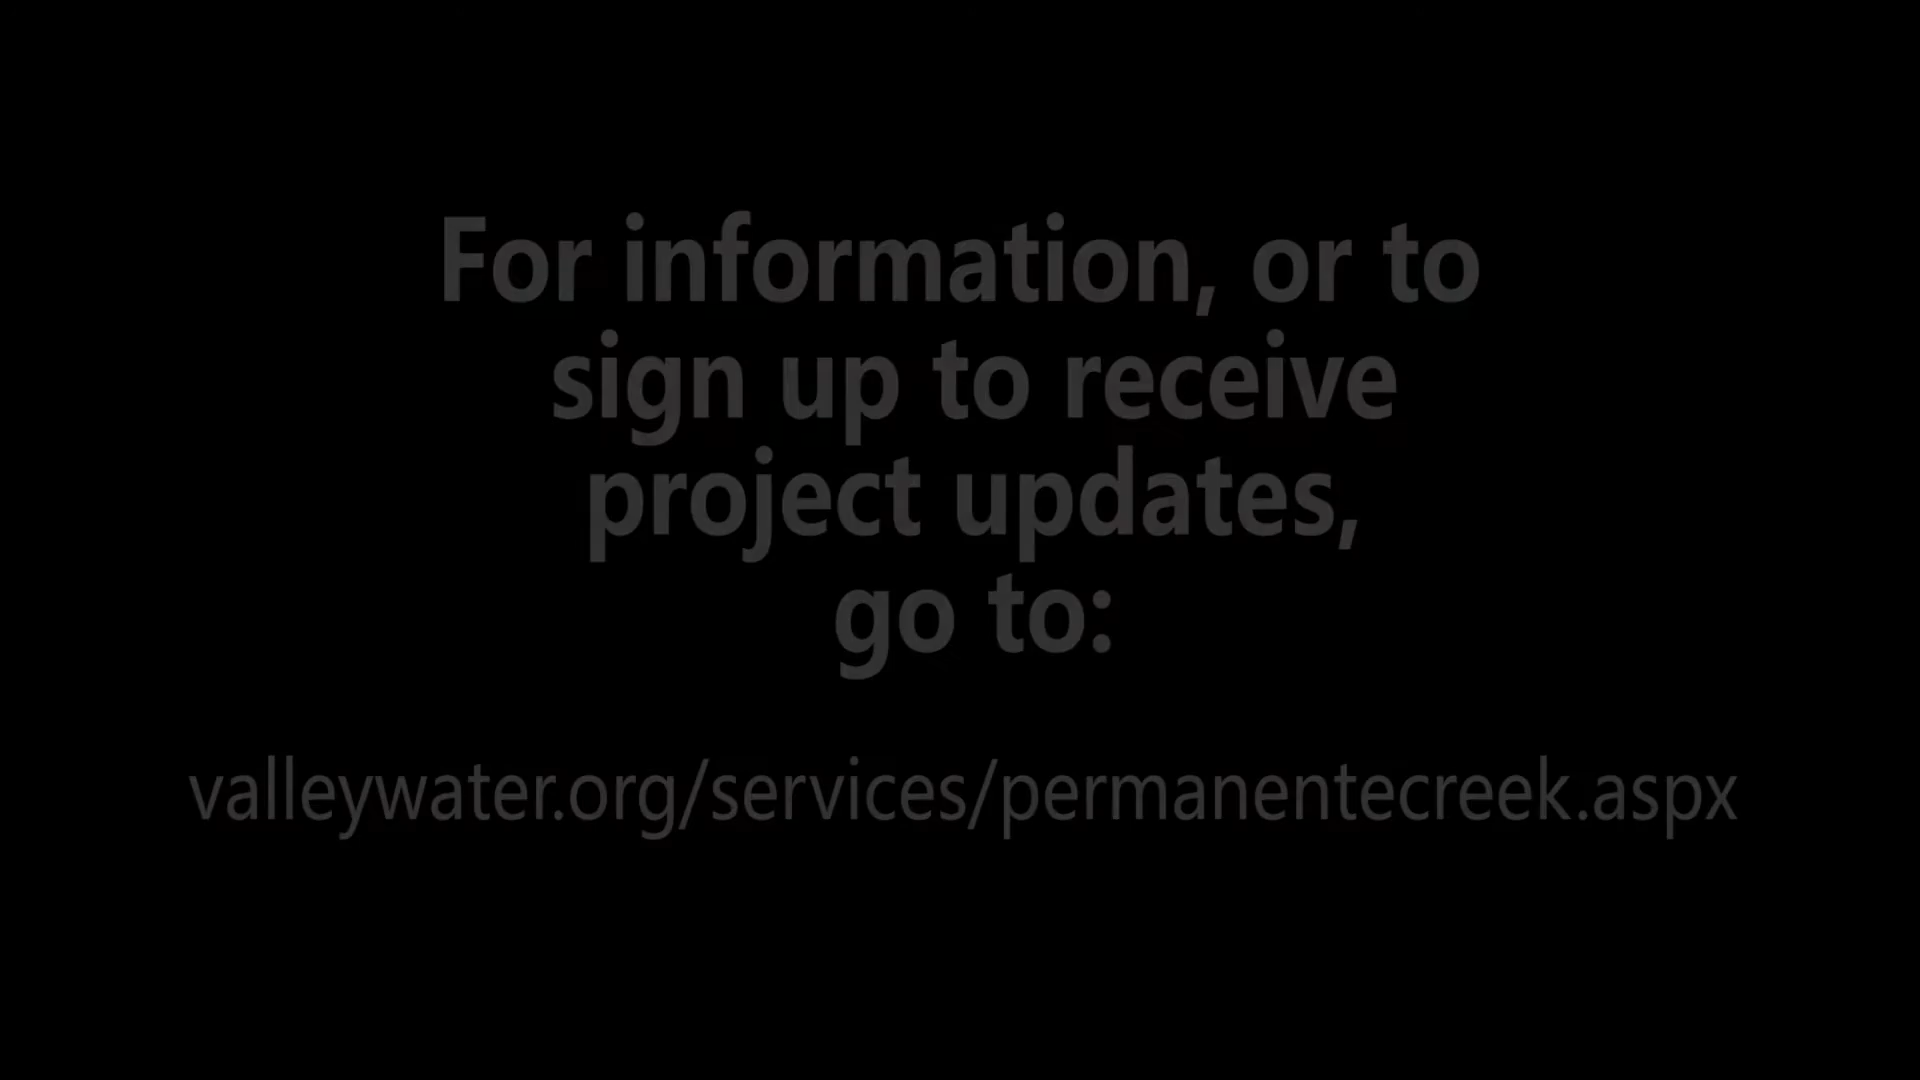 For information, or to
sign up to receive
project updates,
go to:
valleywater.org/services/permanentecreek.aspx